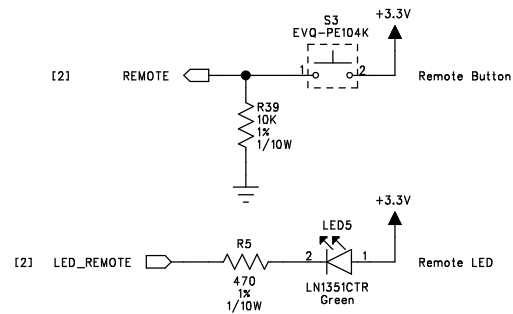 +3.3V
S3
EVQ-PE104K
[2] REMOTE 1 2 Remote Button
R39
10K
1%
1/10W
+3.3V
LED5
R5
[2] LED_REMOTE 2 1 Remote LED
470
1%
1/10W
LN1351CTR
Green